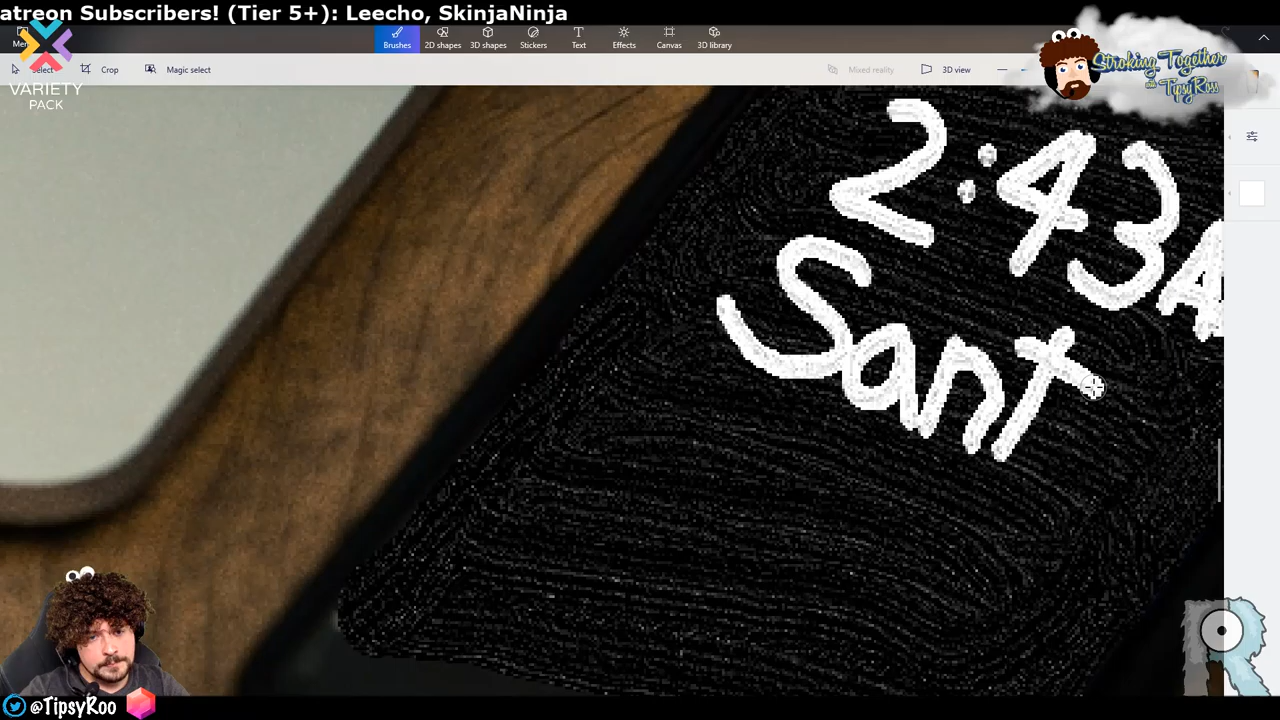 atreon Subscribers! (Tier 5+): Leecho, SkinjaNinja
Brushes 2D shapes 3D shapes Stickers Text Effects Canvas 3D library
Select Crop Magic select Mixed reality 3D view
VARIETY
PACK
Stroking Together
with TipsyRoss
2:43A
Sant
@TipsyRoo